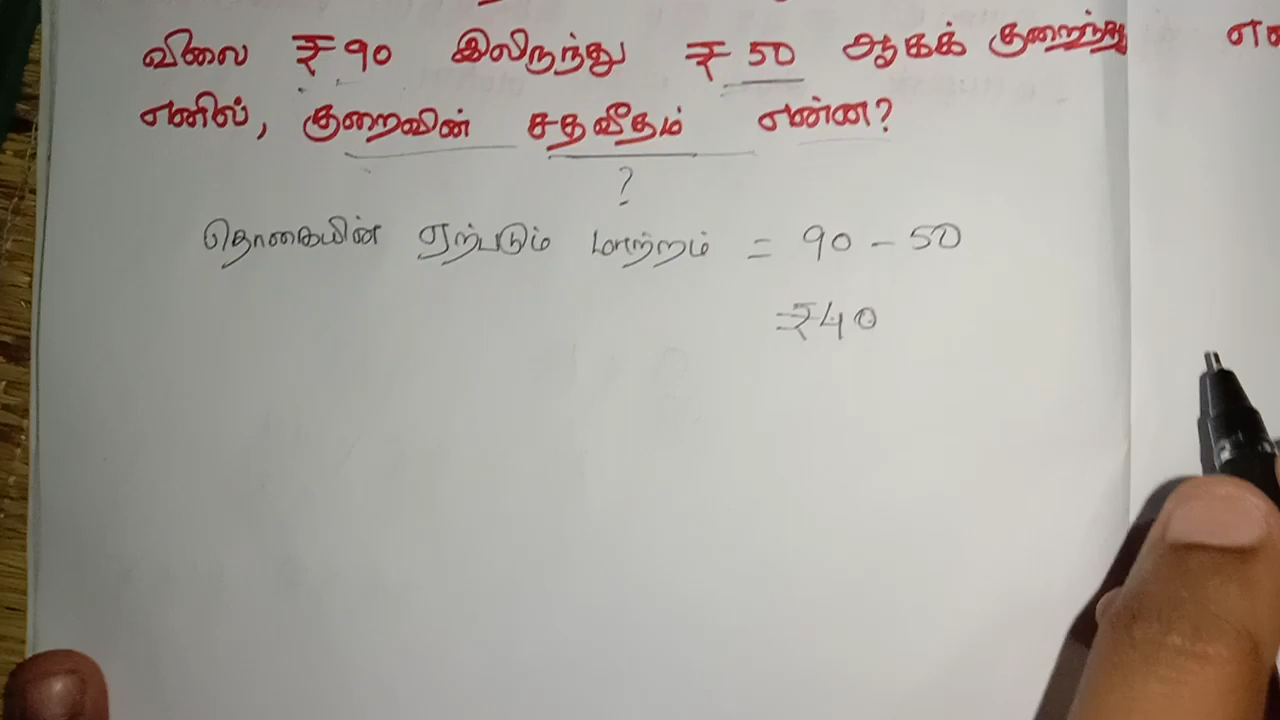 விலை ₹ 90 இலிருந்து ₹ 50 ஆகக் குறைந்து
எனில், குறைவின் சதவீதம் என்ன?
?
தொகையின் ஏற்படும் மாற்றம் = 90 - 50
= ₹40